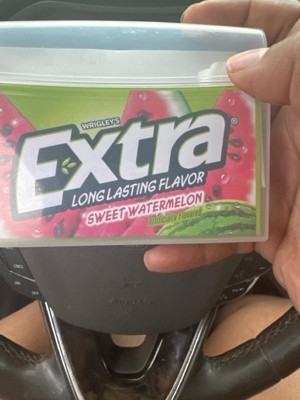 WRIGLEY'S
Extra®
LONG LASTING FLAVOR
SWEET WATERMELON